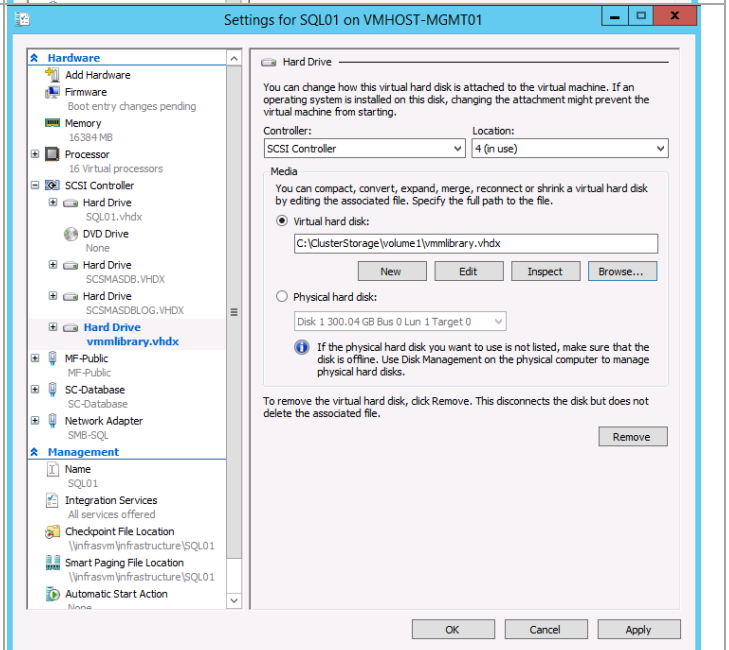 Settings for SQL01 on VMHOST-MGMT01
Hardware
Add Hardware
Firmware
Boot entry changes pending
Memory
16384 MB
Processor
16 Virtual processors
SCSI Controller
Hard Drive
SQL01.vhdx
DVD Drive
None
Hard Drive
SCSMASDB.VHDX
Hard Drive
SCSMASDBLOG.VHDX
Hard Drive
vmmlibrary.vhdx
MF-Public
MF-Public
SC-Database
SC-Database
Network Adapter
SMB-SQL
Management
Name
SQL01
Integration Services
All services offered
Checkpoint File Location
\\infrasvm\infrastructure\SQL01
Smart Paging File Location
\\infrasvm\infrastructure\SQL01
Automatic Start Action
None
Hard Drive
You can change how this virtual hard disk is attached to the virtual machine. If an
operating system is installed on this disk, changing the attachment might prevent the
virtual machine from starting.
Controller: Location:
SCSI Controller 4 (in use)
Media
You can compact, convert, expand, merge, reconnect or shrink a virtual hard disk
by editing the associated file. Specify the full path to the file.
Virtual hard disk:
C:\ClusterStorage\volume1\vmmlibrary.vhdx
New Edit Inspect Browse...
Physical hard disk:
Disk 1 300.04 GB Bus 0 Lun 1 Target 0
If the physical hard disk you want to use is not listed, make sure that the
disk is offline. Use Disk Management on the physical computer to manage
physical hard disks.
To remove the virtual hard disk, click Remove. This disconnects the disk but does not
delete the associated file.
Remove
OK Cancel Apply